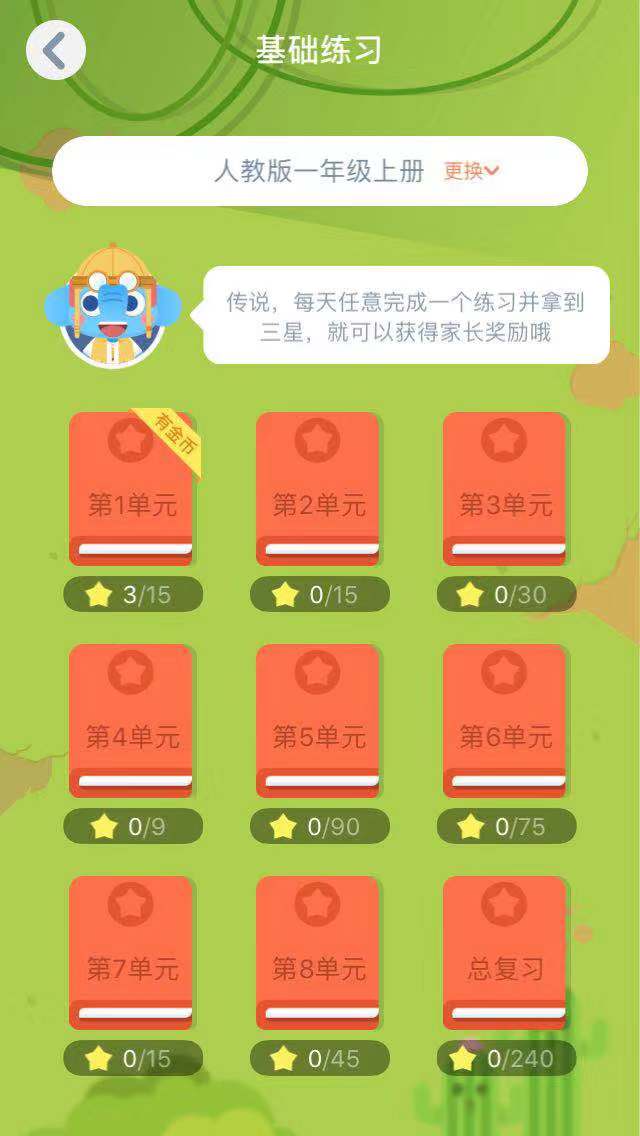 基础练习
人教版一年级上册 更换
传说，每天任意完成一个练习并拿到
三星，就可以获得家长奖励哦
有金币
第1单元
第2单元
第3单元
3/15
0/15
0/30
第4单元
第5单元
第6单元
0/9
0/90
0/75
第7单元
第8单元
总复习
0/15
0/45
0/240